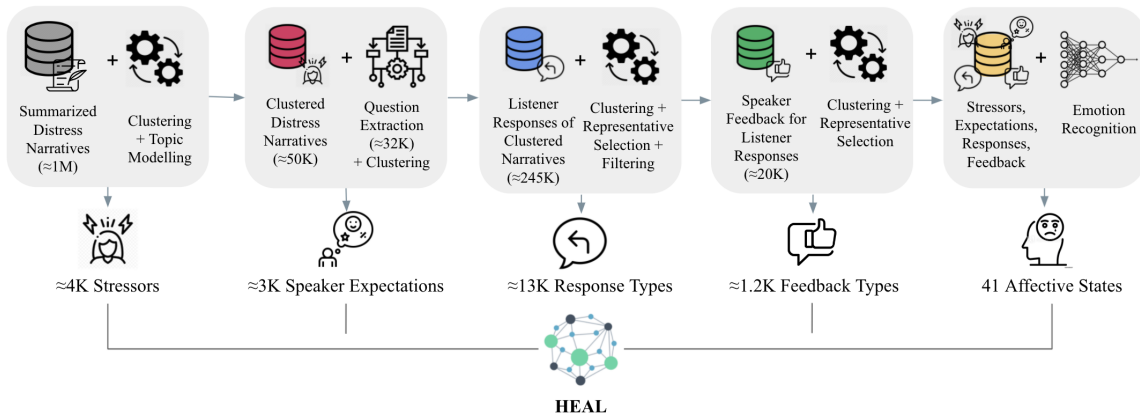 Summarized
Distress
Narratives
(≈1M)
+
Clustering
+ Topic
Modelling
Clustered
Distress
Narratives
(≈50K)
+
Question
Extraction
(≈32K)
+ Clustering
Listener
Responses of
Clustered
Narratives
(≈245K)
+
Clustering +
Representative
Selection +
Filtering
Speaker
Feedback for
Listener
Responses
(≈20K)
+
Clustering +
Representative
Selection
Stressors,
Expectations,
Responses,
Feedback
+
Emotion
Recognition
≈4K Stressors
≈3K Speaker Expectations
≈13K Response Types
≈1.2K Feedback Types
41 Affective States
HEAL